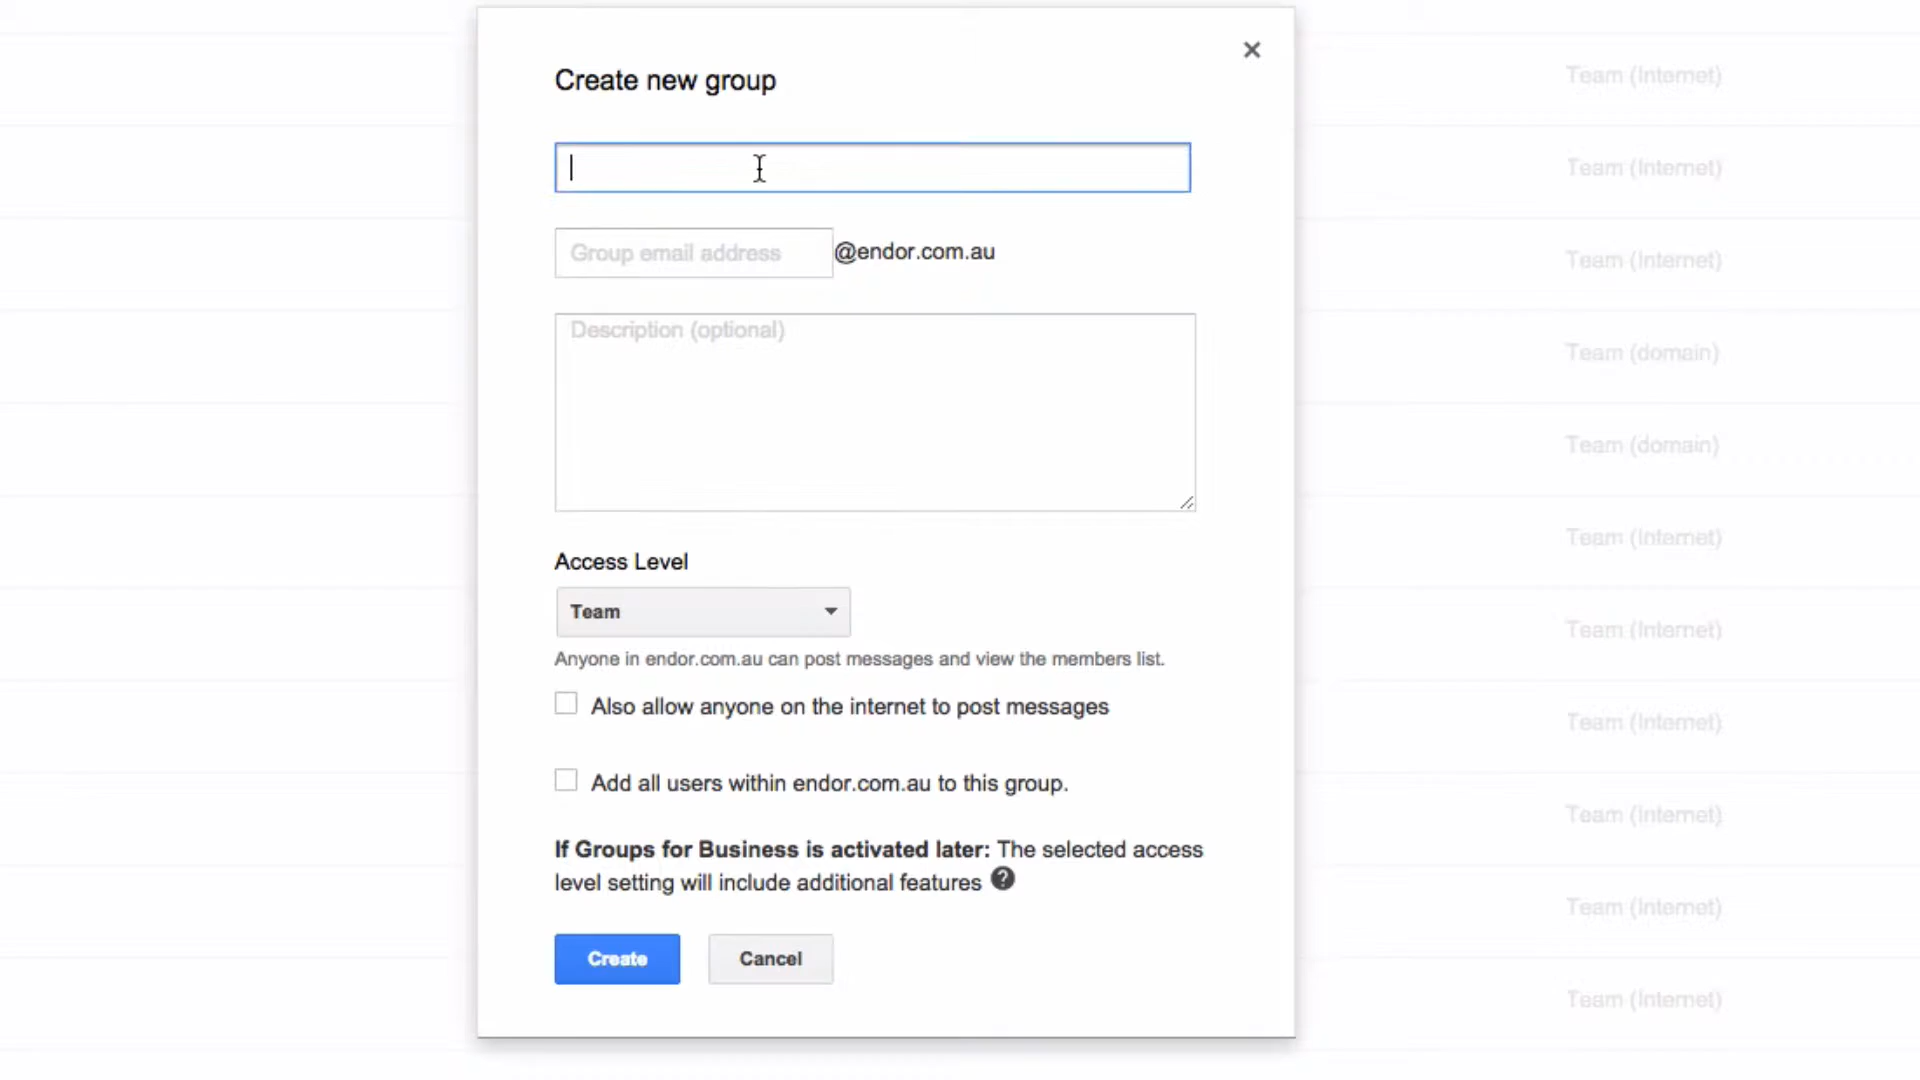 Create new group
Group email address
@endor.com.au
Description (optional)
Access Level
Team
Anyone in endor.com.au can post messages and view the members list.
Also allow anyone on the internet to post messages
Add all users within endor.com.au to this group.
If Groups for Business is activated later: The selected access
level setting will include additional features
Create
Cancel
Team (Internet)
Team (Internet)
Team (Internet)
Team (domain)
Team (domain)
Team (Internet)
Team (Internet)
Team (Internet)
Team (Internet)
Team (Internet)
Team (Internet)